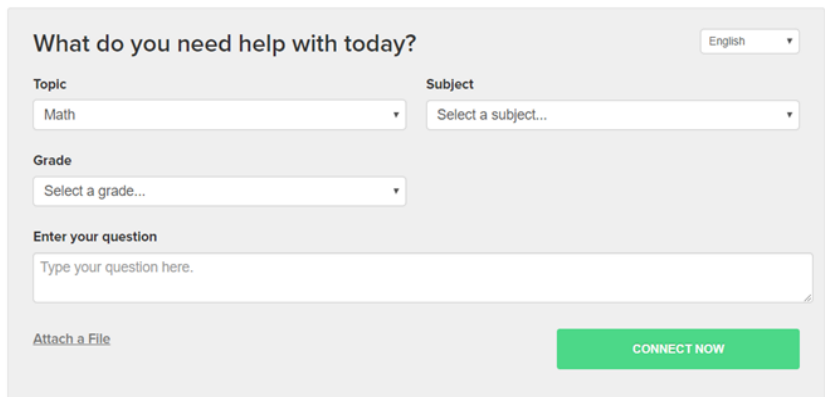 What do you need help with today?
English
Topic
Subject
Math
Select a subject...
Grade
Select a grade...
Enter your question
Type your question here.
Attach a File
CONNECT NOW